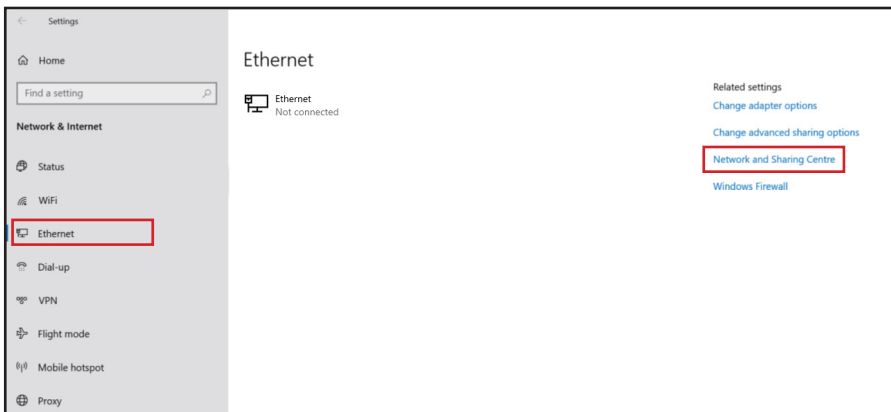 Settings
Home
Find a setting
Network & Internet
Status
WiFi
Ethernet
Dial-up
VPN
Flight mode
Mobile hotspot
Proxy
Ethernet
Ethernet
Not connected
Related settings
Change adapter options
Change advanced sharing options
Network and Sharing Centre
Windows Firewall